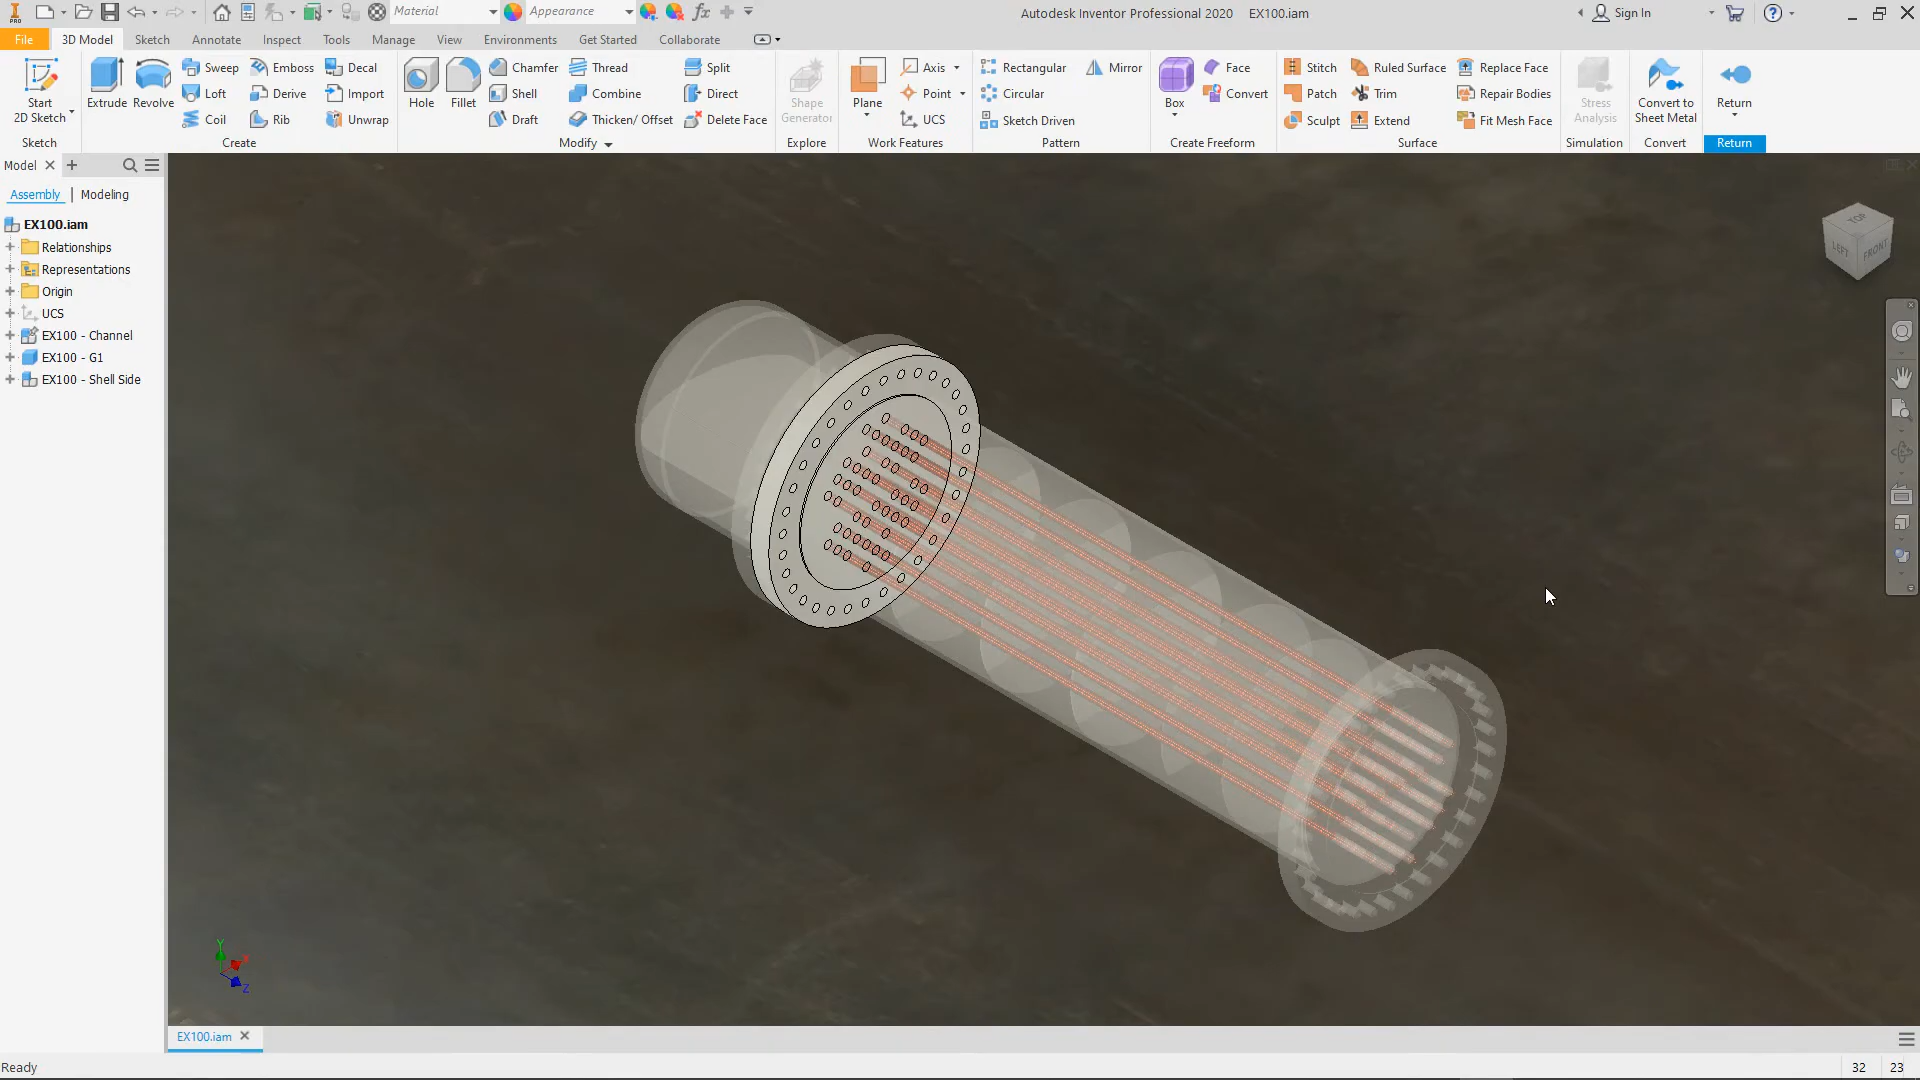 PRO Material Appearance fx Autodesk Inventor Professional 2020 EX100.iam Sign In
File 3D Model Sketch Annotate Inspect Tools Manage View Environments Get Started Collaborate
Start 2D Sketch Extrude Revolve Sweep Emboss Decal Hole Fillet Chamfer Thread Split Shape Generator Plane Axis Rectangular Mirror Box Face Stitch Ruled Surface Replace Face Stress Analysis Convert to Sheet Metal Return
Loft Derive Import Shell Combine Direct Point Circular Convert Patch Trim Repair Bodies
Coil Rib Unwrap Draft Thicken/ Offset Delete Face UCS Sketch Driven Sculpt Extend Fit Mesh Face
Sketch Create Modify Explore Work Features Pattern Create Freeform Surface Simulation Convert Return
Model
Assembly | Modeling
EX100.iam
Relationships
Representations
Origin
UCS
EX100 - Channel
EX100 - G1
EX100 - Shell Side
TOP
LEFT FRONT
Y
Z
EX100.iam
Ready 32 23